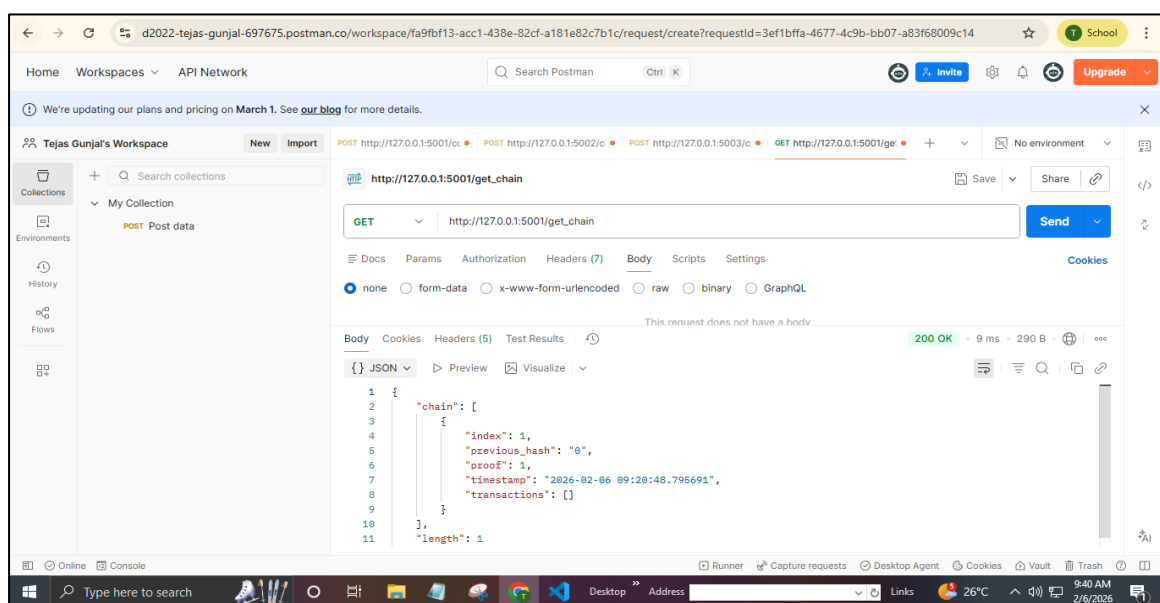 d2022-tejas-gunjal-697675.postman.co/workspace/fa9fbf13-acc1-438e-82cf-a181e82c7b1c/request/create?requestId=3ef1bffa-4677-4c9b-bb07-a83f68009c14
T School
Home Workspaces API Network
Search Postman Ctrl K
Invite
Upgrade
We're updating our plans and pricing on March 1. See our blog for more details.
Tejas Gunjal's Workspace New Import
POST http://127.0.0.1:5001/c POST http://127.0.0.1:5002/c POST http://127.0.0.1:5003/c GET http://127.0.0.1:5001/ge No environment
Collections
Search collections
http://127.0.0.1:5001/get_chain
Save Share
My Collection
POST Post data
GET http://127.0.0.1:5001/get_chain Send
Environments
Docs Params Authorization Headers (7) Body Scripts Settings Cookies
History
none form-data x-www-form-urlencoded raw binary GraphQL
Flows
This request does not have a body
Body Cookies Headers (5) Test Results 200 OK 9 ms 290 B
{} JSON Preview Visualize
1 {
2 "chain": [
3 {
4 "index": 1,
5 "previous_hash": "0",
6 "proof": 1,
7 "timestamp": "2026-02-06 09:20:48.795691",
8 "transactions": []
9 }
10 ],
11 "length": 1
AI
Online Console Runner Capture requests Desktop Agent Cookies Vault Trash
Type here to search Desktop Address Links 26°C 9:40 AM
2/6/2026